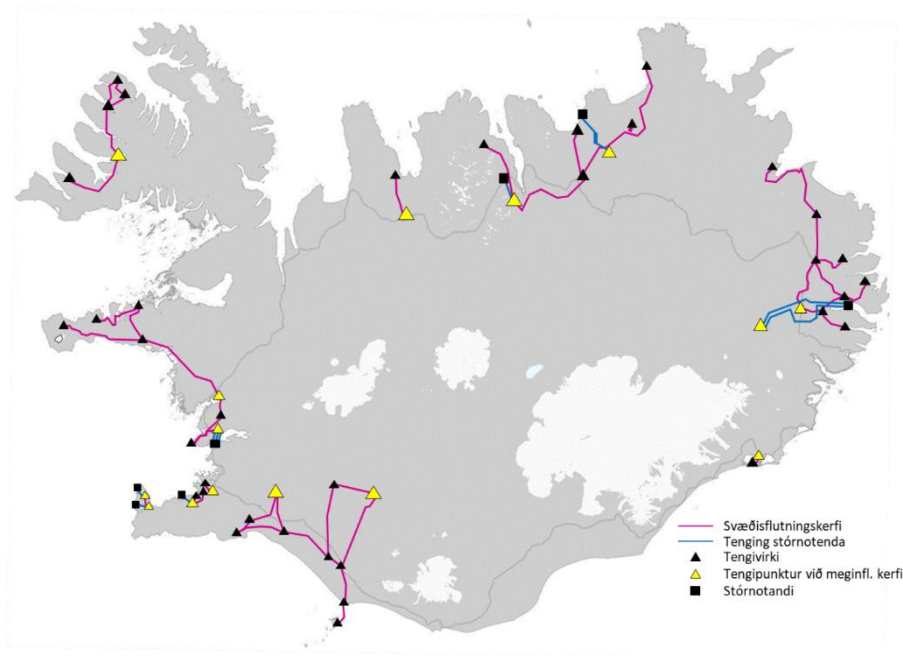 Svæðisflutningskerfi
Tenging stórnotenda
Tengivirki
Tengipunktur við meginfl. kerfi
Stórnotandi